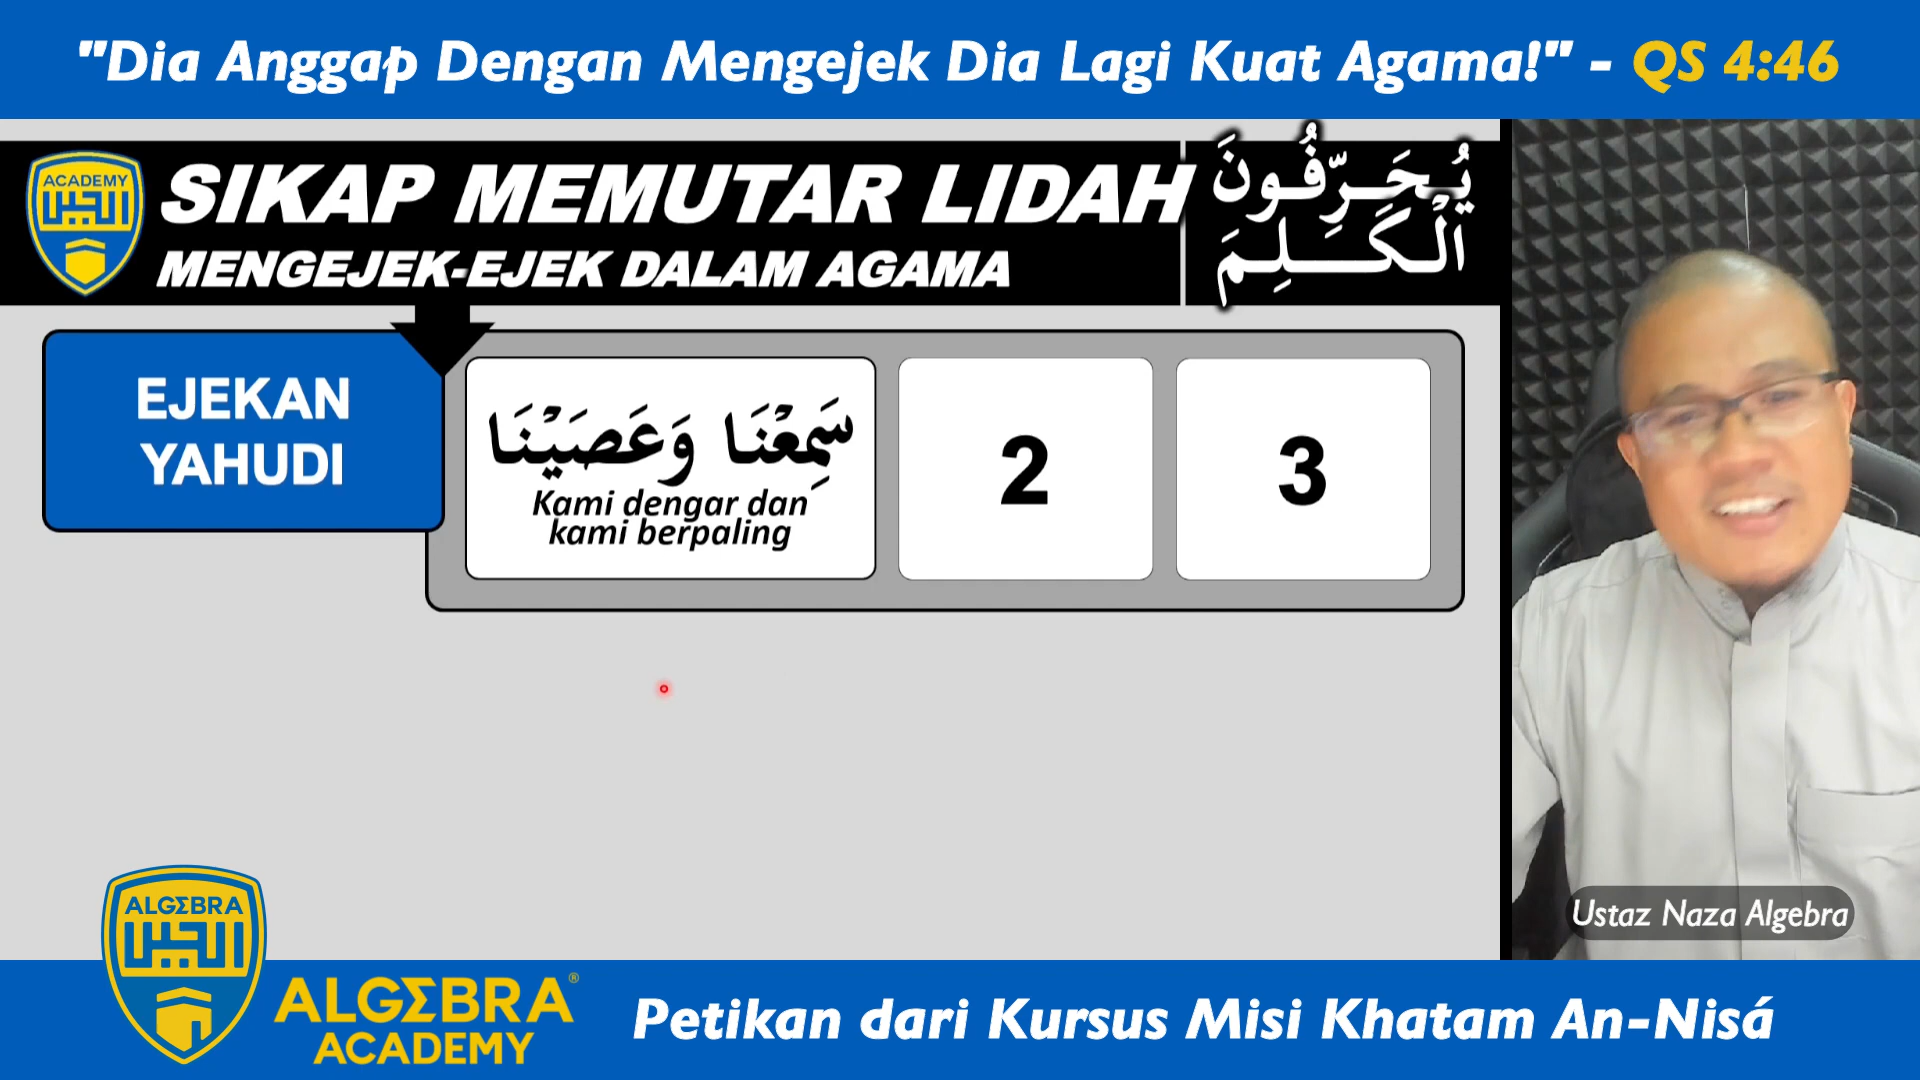 "Dia Anggap Dengan Mengejek Dia Lagi Kuat Agama!" - QS 4:46
ACADEMY
SIKAP MEMUTAR LIDAH
MENGEJEK-EJEK DALAM AGAMA
يُحَرِّفُونَ
الْكَلِمَ
EJEKAN
YAHUDI
سَمِعْنَا وَعَصَيْنَا
Kami dengar dan
kami berpaling
2
3
Ustaz Naza Algebra
ALGΣBRA
ALGΣBRA®
ACADEMY
Petikan dari Kursus Misi Khatam An-Nisá